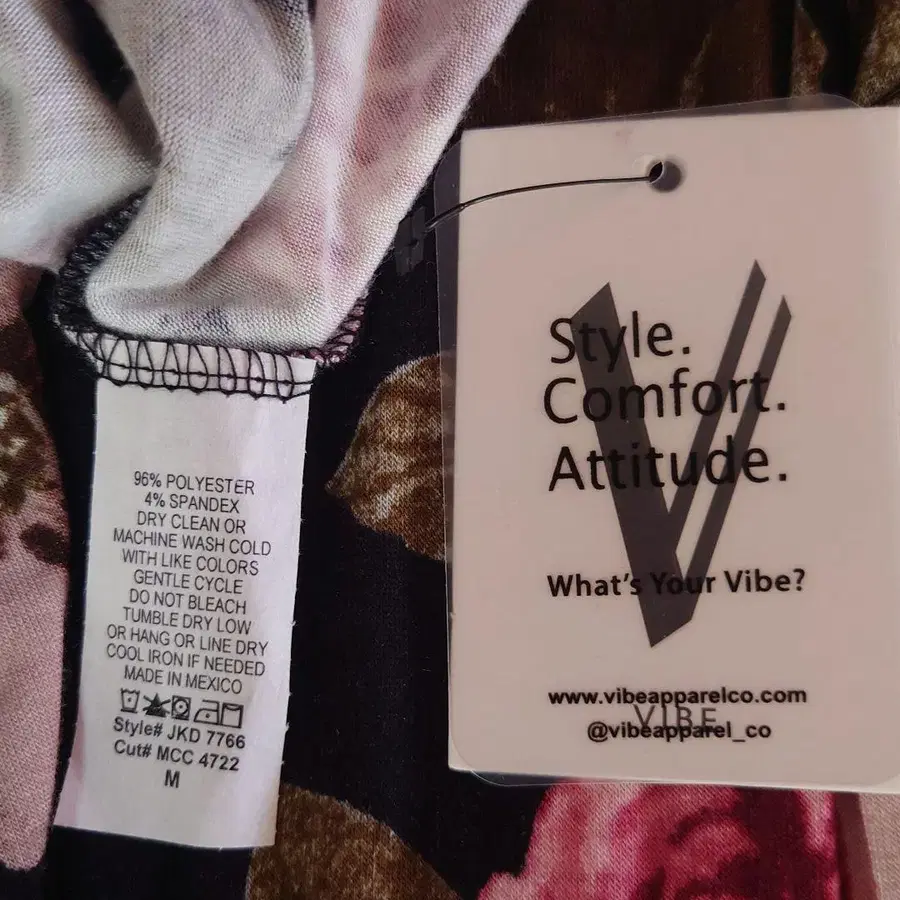 96% POLYESTER
4% SPANDEX
DRY CLEAN OR
MACHINE WASH COLD
WITH LIKE COLORS
GENTLE CYCLE
DO NOT BLEACH
TUMBLE DRY LOW
OR HANG OR LINE DRY
COOL IRON IF NEEDED
MADE IN MEXICO
Style# JKD 7766
Cut# MCC 4722
M
Style.
Comfort.
Attitude.
What's Your Vibe?
www.vibeapparelco.com
VIBE
@vibeapparel_co